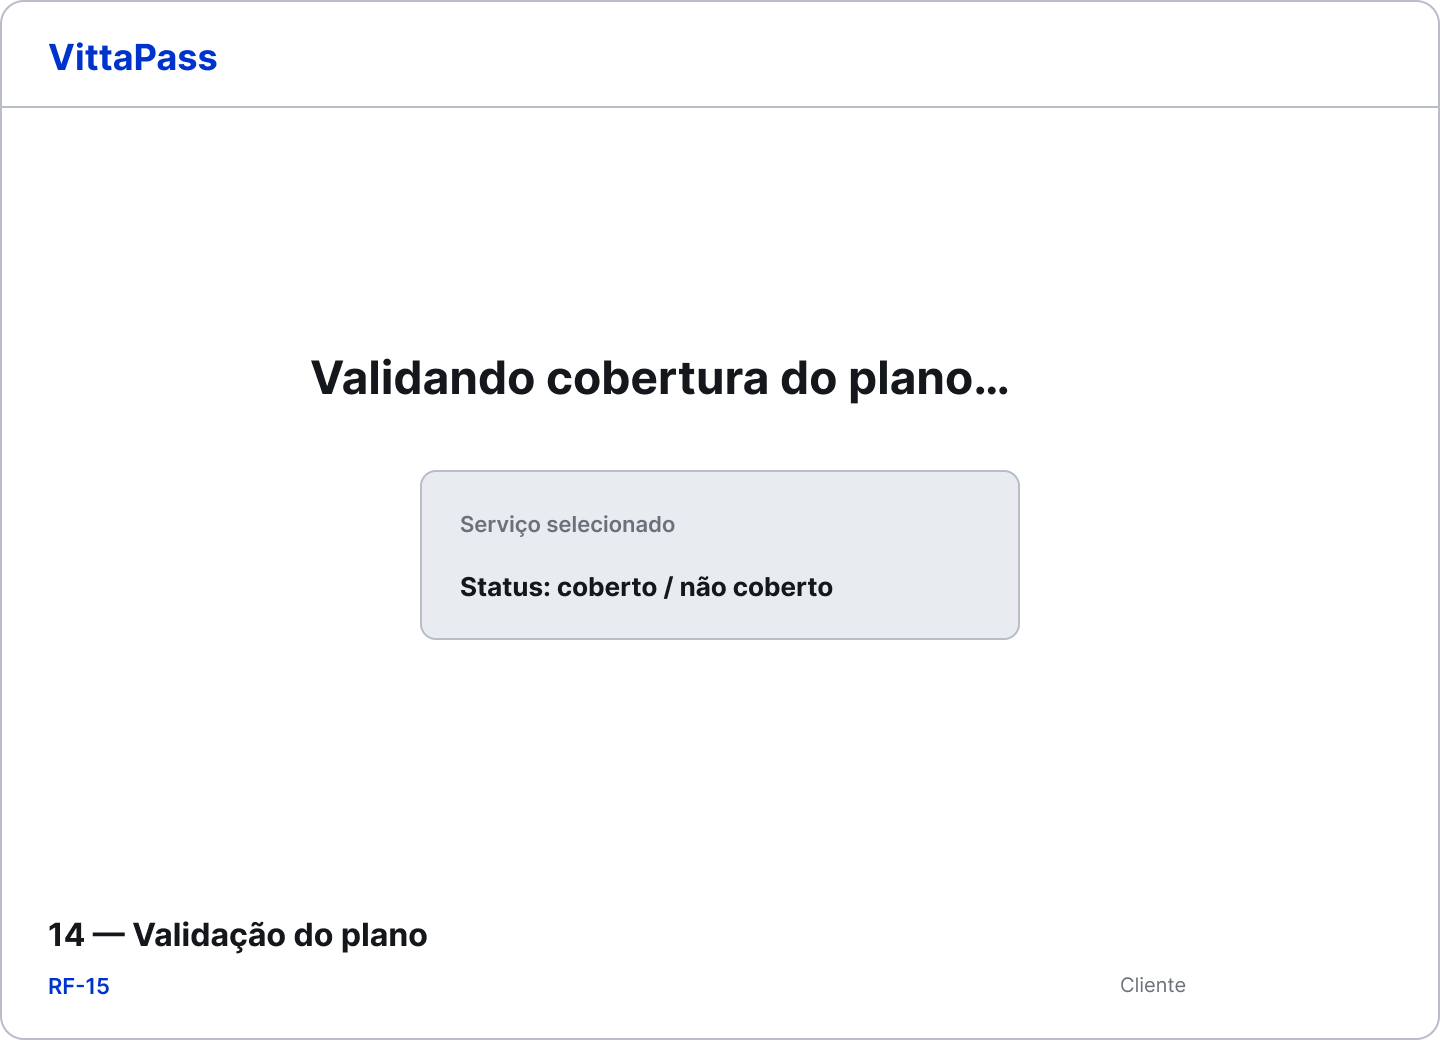 VittaPass
Validando cobertura do plano…
Serviço selecionado
Status: coberto / não coberto
14 — Validação do plano
RF-15
Cliente